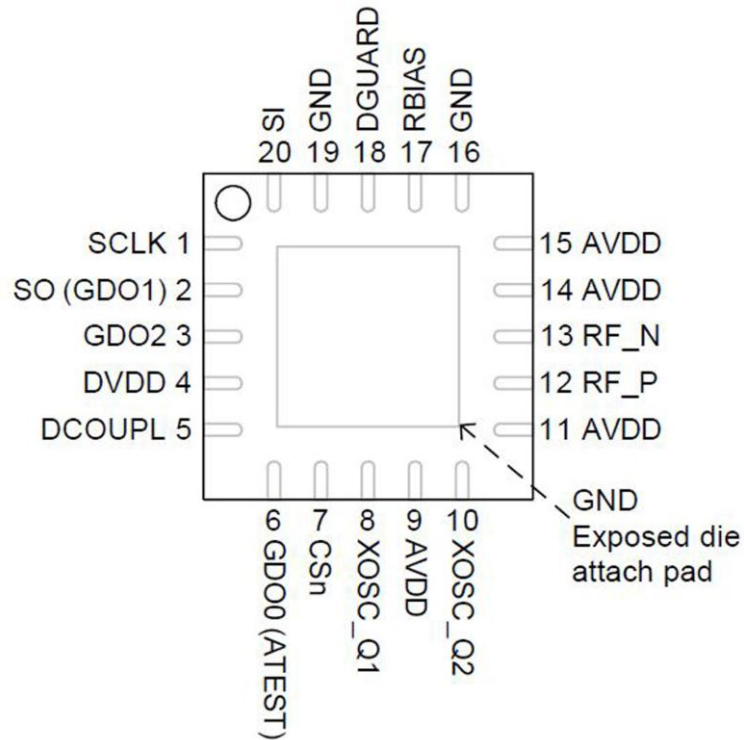 SI
GND
DGUARD
RBIAS
GND
20 19 18 17 16
SCLK 1
SO (GDO1) 2
GDO2 3
DVDD 4
DCOUPL 5
15 AVDD
14 AVDD
13 RF_N
12 RF_P
11 AVDD
6 GDO0 (ATEST)
7 CSn
8 XOSC_Q1
9 AVDD
10 XOSC_Q2
GND
Exposed die
attach pad